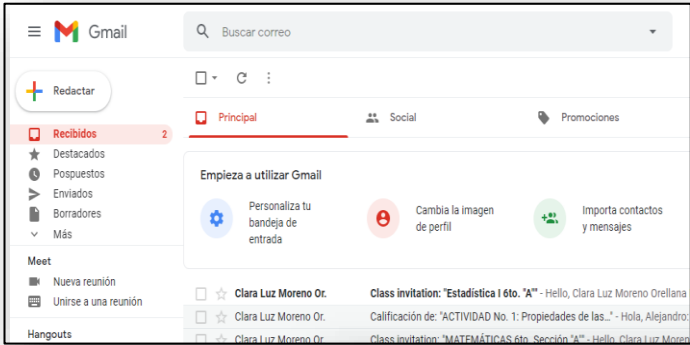 Gmail
Buscar correo
Redactar
Principal
Social
Promociones
Recibidos 2
Destacados
Pospuestos
Enviados
Borradores
Más
Empieza a utilizar Gmail
Personaliza tu
bandeja de
entrada
Cambia la imagen
de perfil
Importa contactos
y mensajes
Meet
Nueva reunión
Unirse a una reunión
Hangouts
Clara Luz Moreno Or. Class invitation: "Estadística I 6to. "A"" - Hello, Clara Luz Moreno Orellana
Clara Luz Moreno Or. Calificación de: "ACTIVIDAD No. 1: Propiedades de las..." - Hola, Alejandro:
Clara Luz Moreno Or. Class invitation: "MATEMÁTICAS 6to. Sección "A"" - Hello, Clara Luz Moren